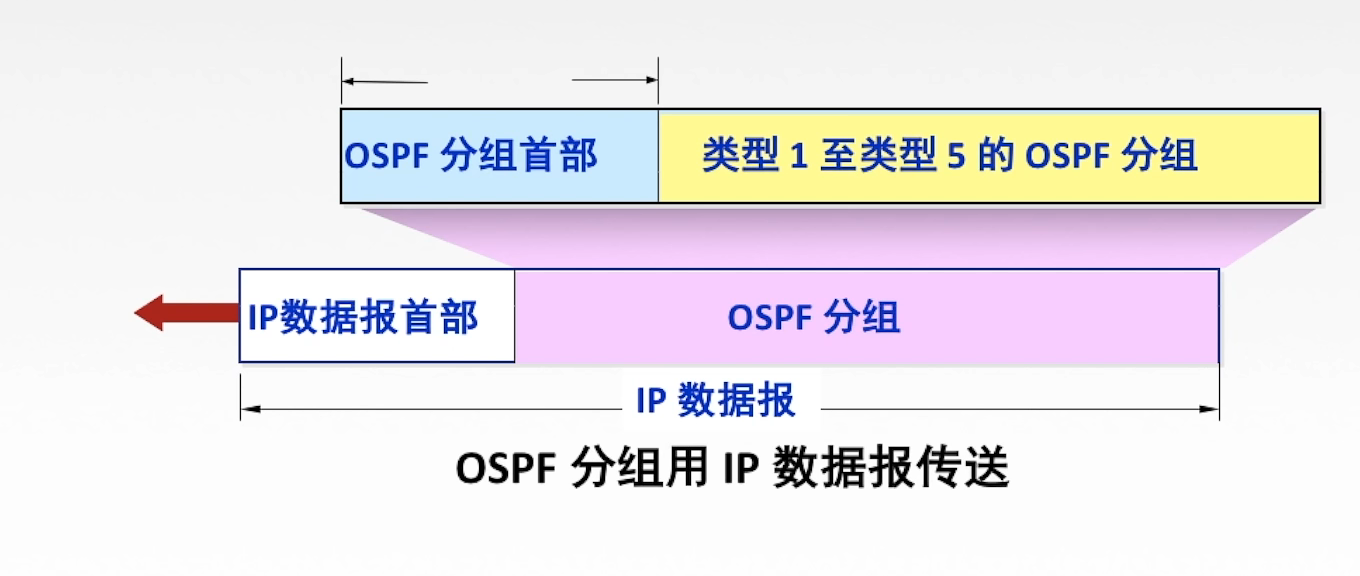 OSPF 分组首部
类型 1 至类型 5 的 OSPF 分组
IP数据报首部
OSPF 分组
IP 数据报
OSPF 分组用 IP 数据报传送